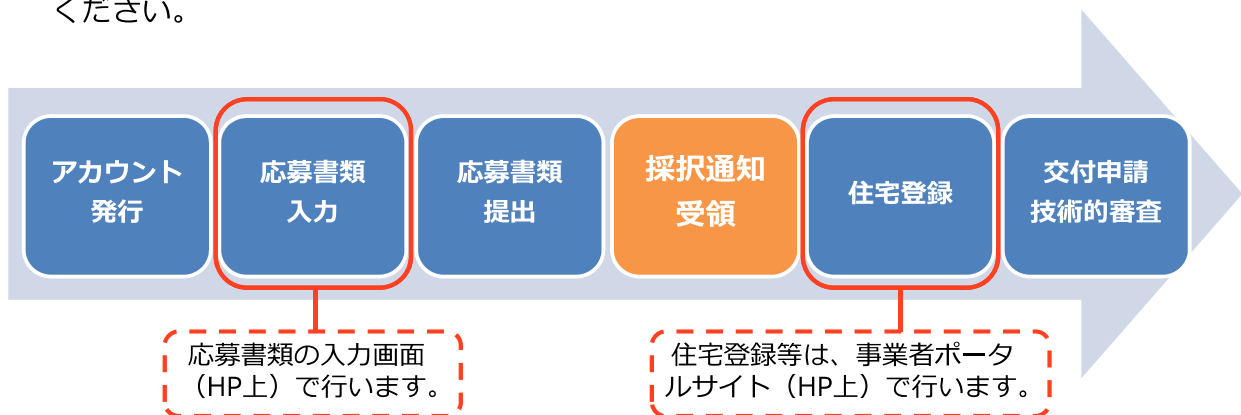 ください。
アカウント
発行
応募書類
入力
応募書類
提出
採択通知
受領
住宅登録
交付申請
技術的審査
応募書類の入力画面
（HP上）で行います。
住宅登録等は、事業者ポータ
ルサイト（HP上）で行います。